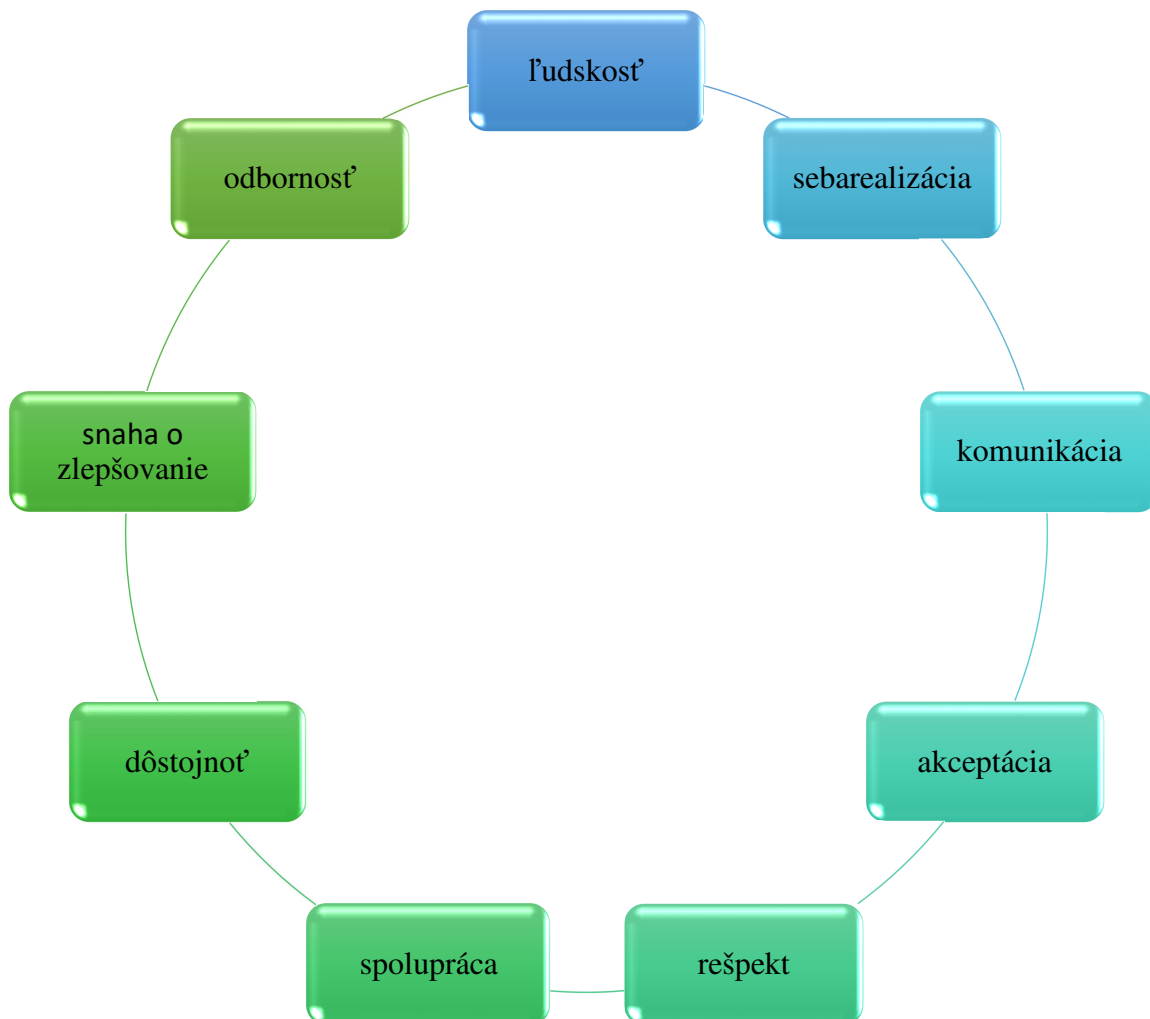 ľudskosť
sebarealizácia
komunikácia
akceptácia
rešpekt
spolupráca
dôstojnoť
snaha o
zlepšovanie
odbornosť